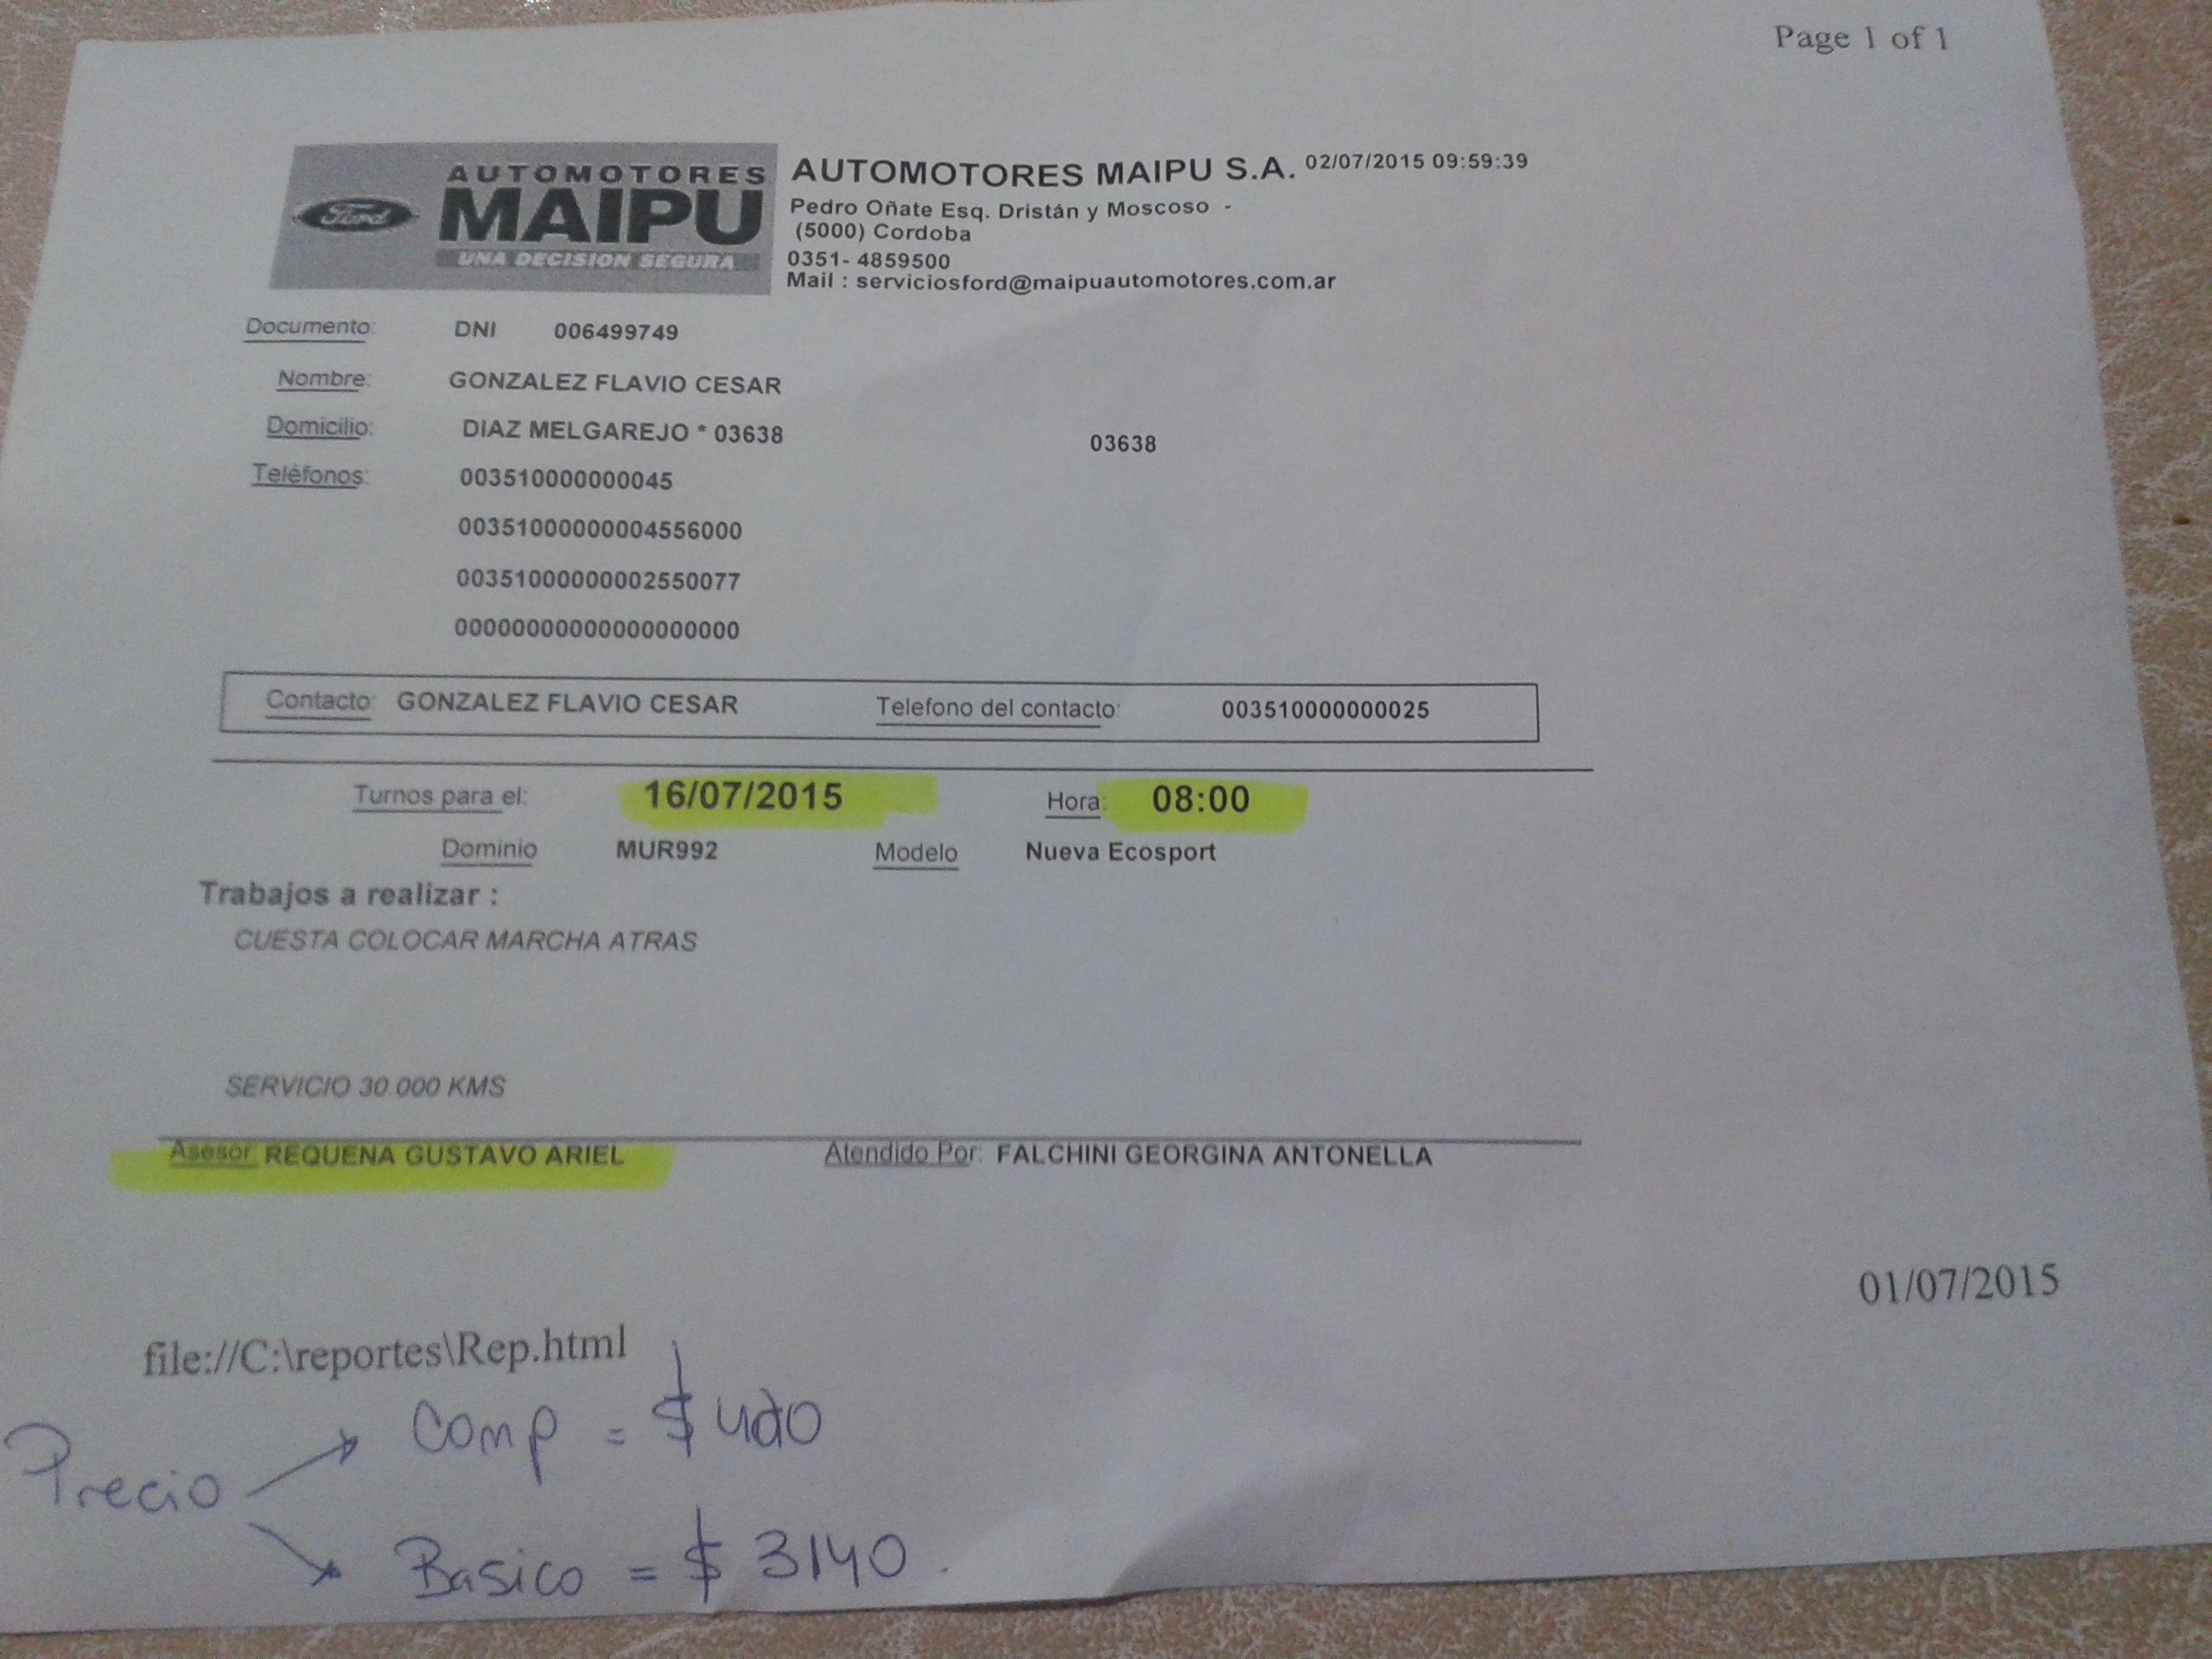 Page 1 of 1
Ford
AUTOMOTORES
MAIPU
UNA DECISION SEGURA
AUTOMOTORES MAIPU S.A. 02/07/2015 09:59:39
Pedro Oñate Esq. Dristán y Moscoso -
(5000) Cordoba
0351- 4859500
Mail : serviciosford@maipuautomotores.com.ar
Documento: DNI 006499749
Nombre: GONZALEZ FLAVIO CESAR
Domicilio: DIAZ MELGAREJO * 03638 03638
Teléfonos: 003510000000045
00351000000004556000
00351000000002550077
00000000000000000000
Contacto: GONZALEZ FLAVIO CESAR Telefono del contacto: 003510000000025
Turnos para el: 16/07/2015 Hora: 08:00
Dominio MUR992 Modelo Nueva Ecosport
Trabajos a realizar :
CUESTA COLOCAR MARCHA ATRAS
SERVICIO 30.000 KMS
Asesor REQUENA GUSTAVO ARIEL Atendido Por: FALCHINI GEORGINA ANTONELLA
01/07/2015
file://C:\reportes\Rep.html
Precio
Comp = $
Basico = $ 3140.